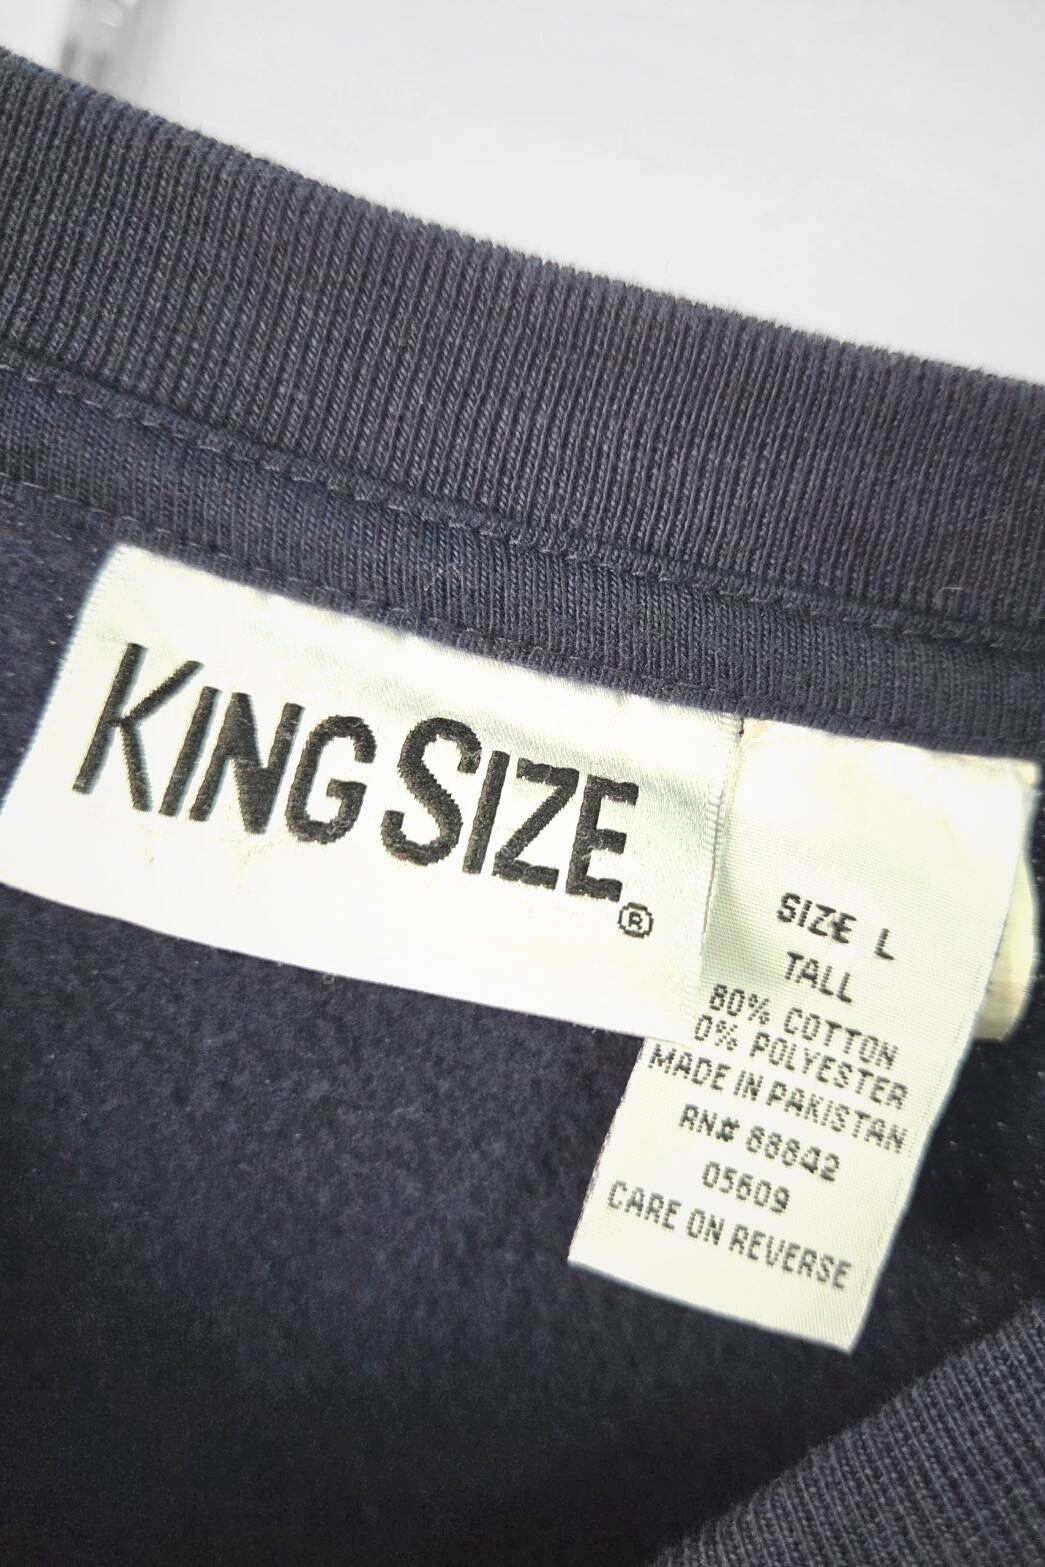 KING SIZE®
SIZE L
TALL
80% COTTON
0% POLYESTER
MADE IN PAKISTAN
RN# 88842
05609
CARE ON REVERSE